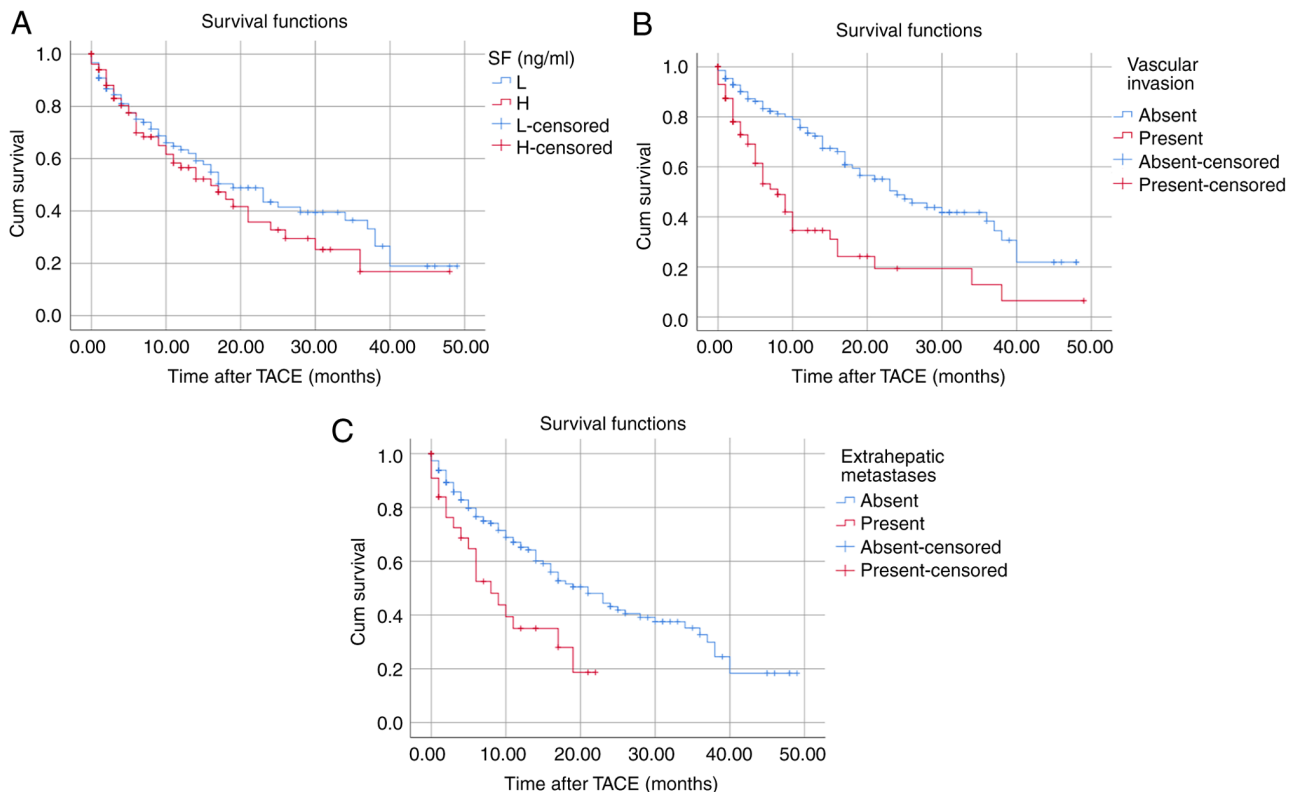 A
Survival functions
SF (ng/ml)
L
H
L-censored
H-censored
Cum survival
1.0
0.8
0.6
0.4
0.2
0.0
0.00 10.00 20.00 30.00 40.00 50.00
Time after TACE (months)
B
Survival functions
Vascular
invasion
Absent
Present
Absent-censored
Present-censored
Cum survival
1.0
0.8
0.6
0.4
0.2
0.0
0.00 10.00 20.00 30.00 40.00 50.00
Time after TACE (months)
C
Survival functions
Extrahepatic
metastases
Absent
Present
Absent-censored
Present-censored
Cum survival
1.0
0.8
0.6
0.4
0.2
0.0
0.00 10.00 20.00 30.00 40.00 50.00
Time after TACE (months)